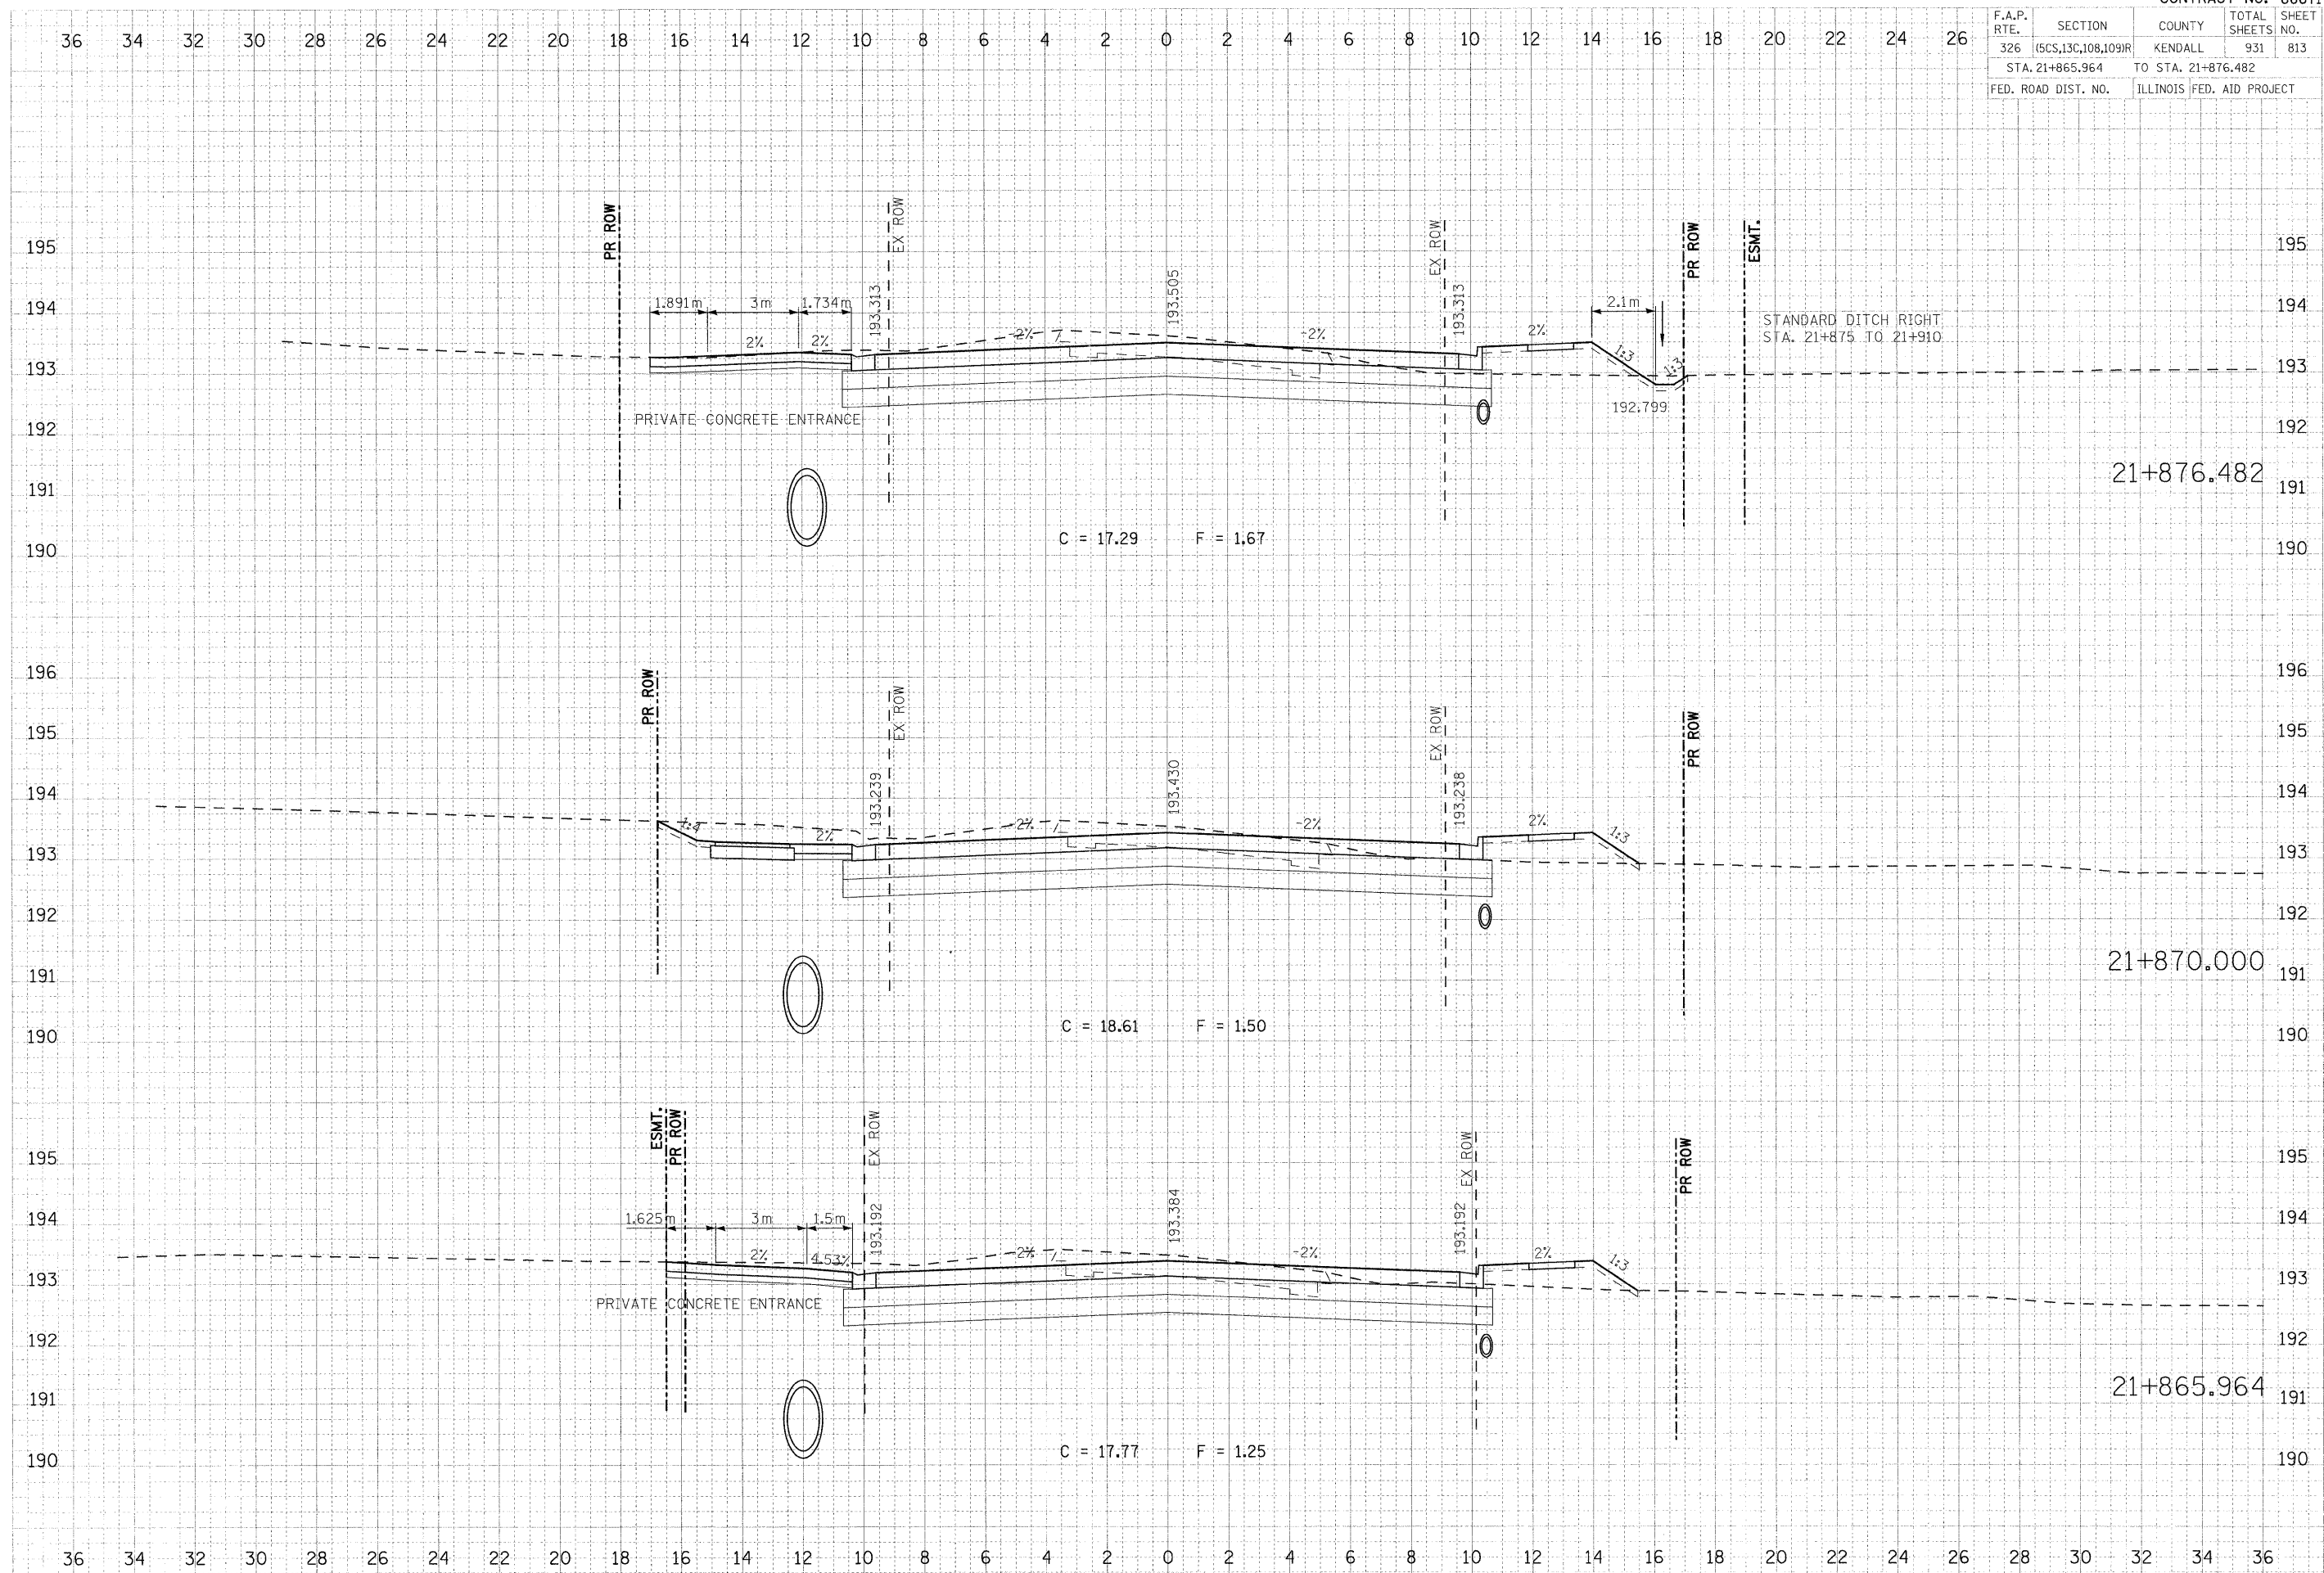 F.A.P. RTE. SECTION COUNTY TOTAL SHEETS SHEET NO.
326 (5CS,13C,108,109)R KENDALL 931 813
STA. 21+865.964 TO STA. 21+876.482
FED. ROAD DIST. NO. ILLINOIS FED. AID PROJECT
36 34 32 30 28 26 24 22 20 18 16 14 12 10 8 6 4 2 0 2 4 6 8 10 12 14 16 18 20 22 24 26
PR ROW EX ROW EX ROW PR ROW ESMT.
195 195
194 1.891m 3m 1.734m 193.313 193.505 193.313 2.1m 194
STANDARD DITCH RIGHT
STA. 21+875 TO 21+910
2% 2% -2% -2% 2% 1:3 1:3
193 193
192.799
PRIVATE CONCRETE ENTRANCE
192 192
21+876.482
191 191
C = 17.29 F = 1.67
190 190
196 196
PR ROW EX ROW EX ROW PR ROW
195 195
194 193.239 193.430 193.238 194
1:4 2% -2% -2% 2% 1:3
193 193
192 192
21+870.000
191 191
C = 18.61 F = 1.50
190 190
ESMT. PR ROW EX ROW EX ROW PR ROW
195 195
194 1.625m 3m 1.5m 193.192 193.384 193.192 194
2% 4.53% -2% -2% 2% 1:3
193 193
PRIVATE CONCRETE ENTRANCE
192 192
21+865.964
191 191
C = 17.77 F = 1.25
190 190
36 34 32 30 28 26 24 22 20 18 16 14 12 10 8 6 4 2 0 2 4 6 8 10 12 14 16 18 20 22 24 26 28 30 32 34 36